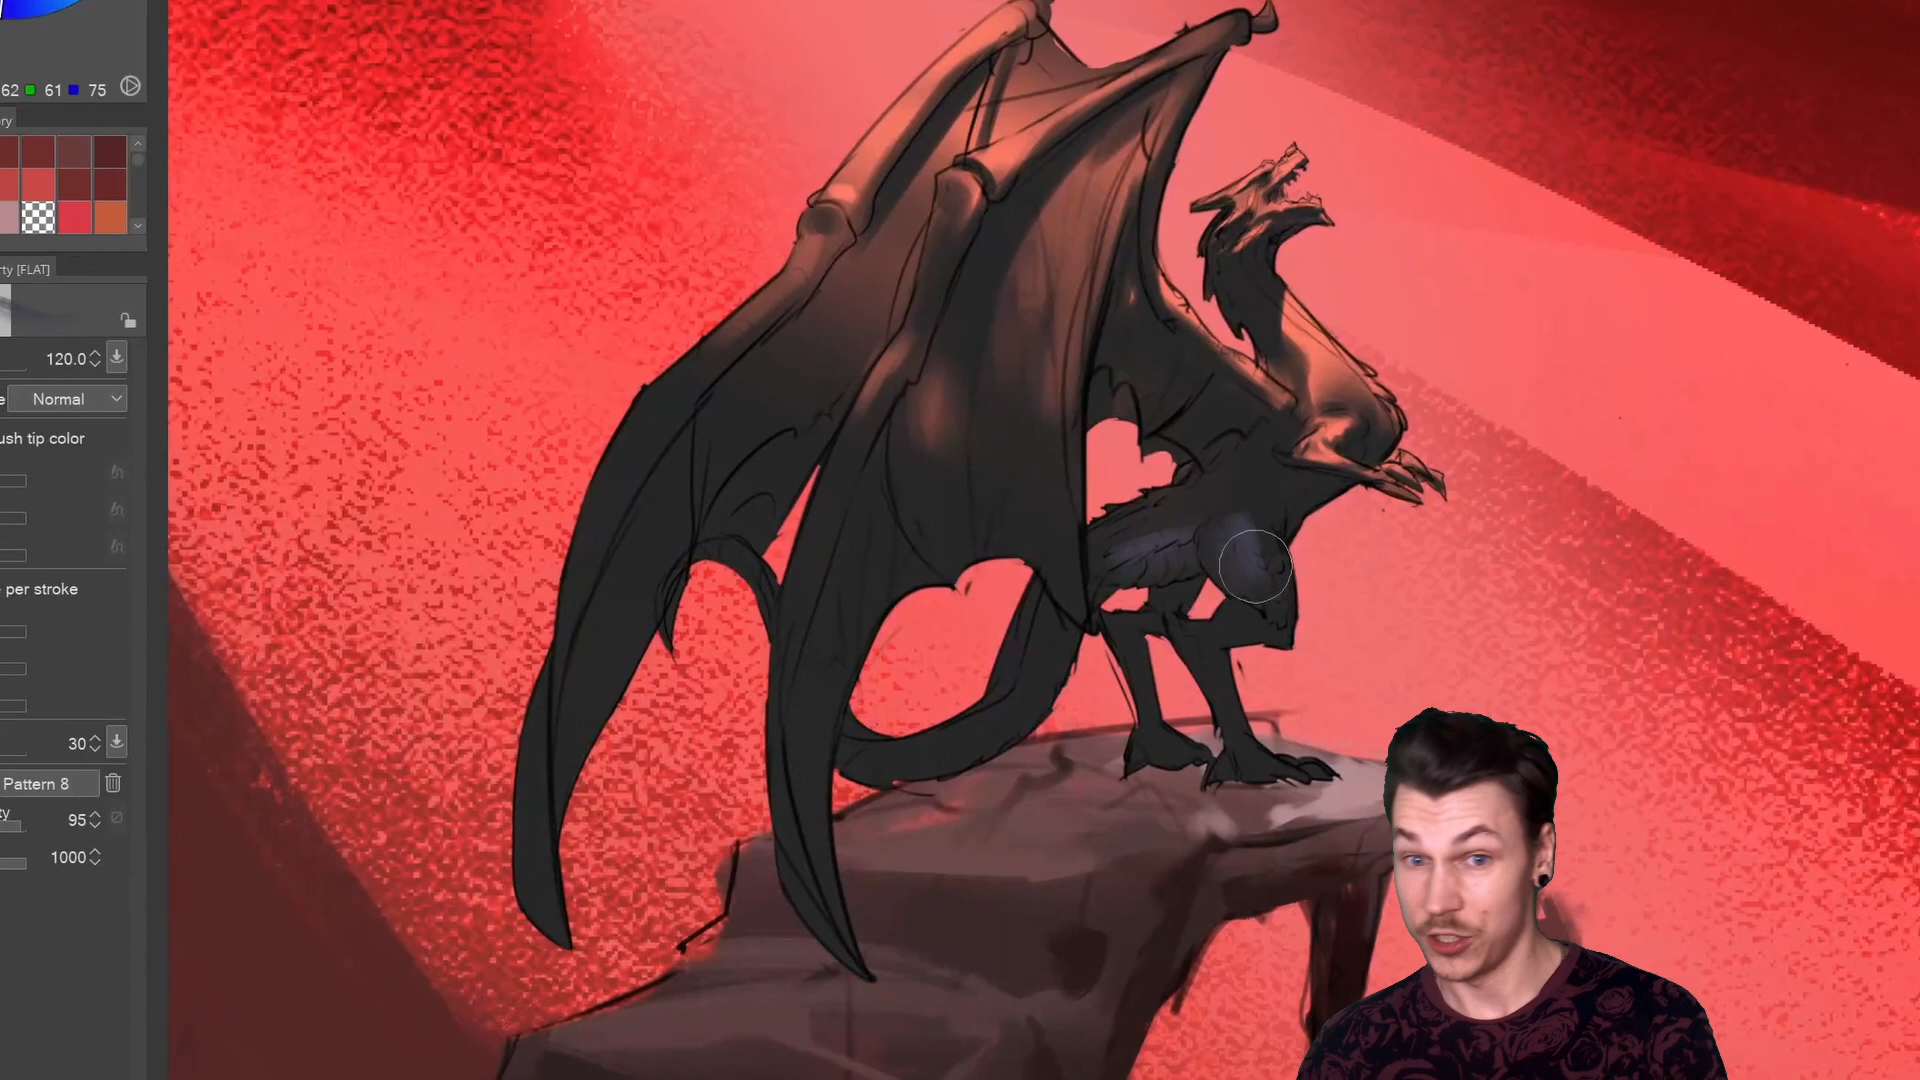 62 61 75
ry
rty [FLAT]
120.0
e Normal
ush tip color
per stroke
30
Pattern 8
ty 95
1000